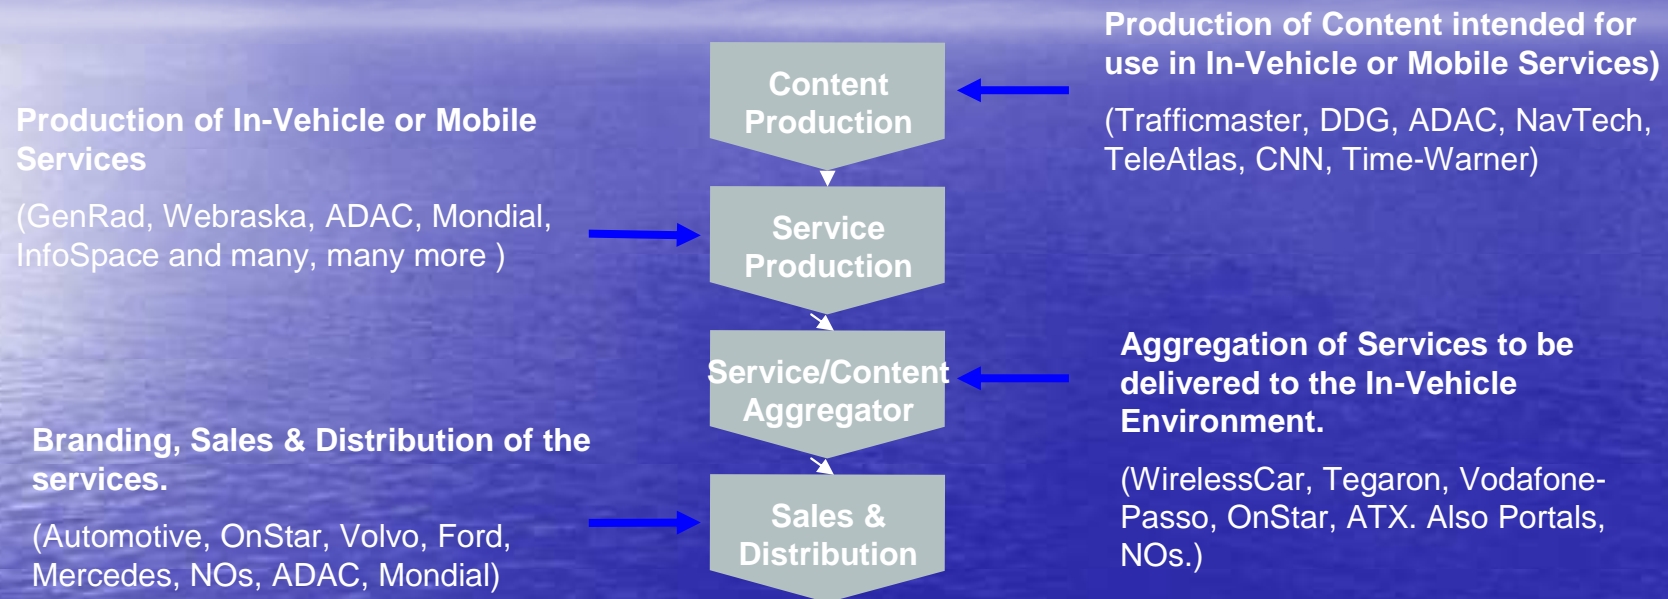 Production of Content intended for
use in In-Vehicle or Mobile Services)
(Trafficmaster, DDG, ADAC, NavTech,
TeleAtlas, CNN, Time-Warner)
Content
Production
Production of In-Vehicle or Mobile
Services
(GenRad, Webraska, ADAC, Mondial,
InfoSpace and many, many more )
Service
Production
Service/Content
Aggregator
Aggregation of Services to be
delivered to the In-Vehicle
Environment.
(WirelessCar, Tegaron, Vodafone-
Passo, OnStar, ATX. Also Portals,
NOs.)
Branding, Sales & Distribution of the
services.
(Automotive, OnStar, Volvo, Ford,
Mercedes, NOs, ADAC, Mondial)
Sales &
Distribution